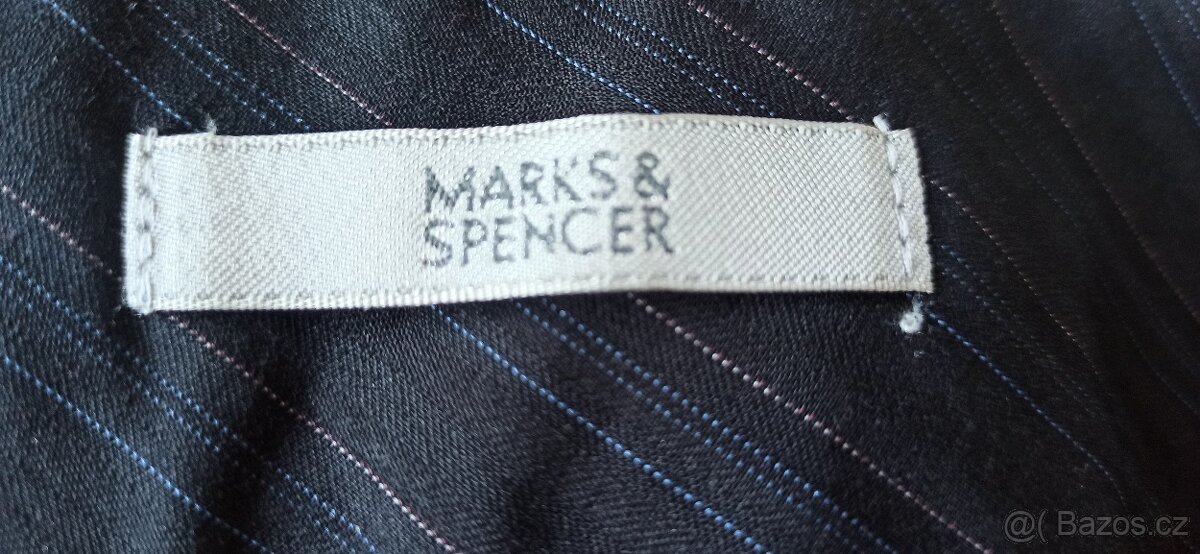 MARKS &
SPENCER
@( Bazos.cz